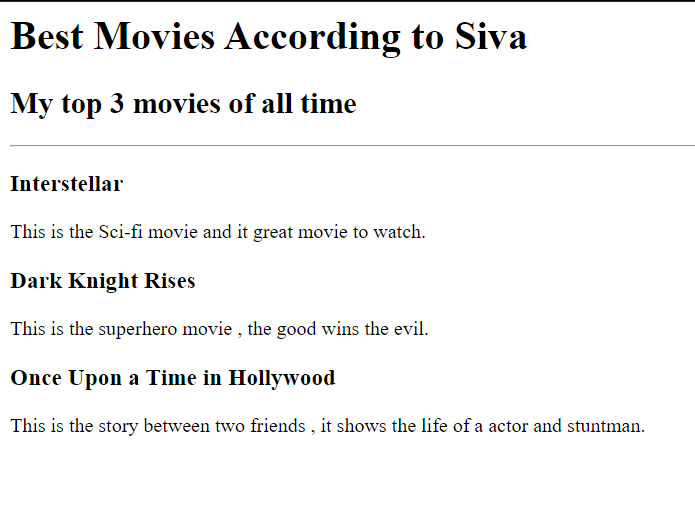 Best Movies According to Siva
My top 3 movies of all time
Interstellar
This is the Sci-fi movie and it great movie to watch.
Dark Knight Rises
This is the superhero movie , the good wins the evil.
Once Upon a Time in Hollywood
This is the story between two friends , it shows the life of a actor and stuntman.